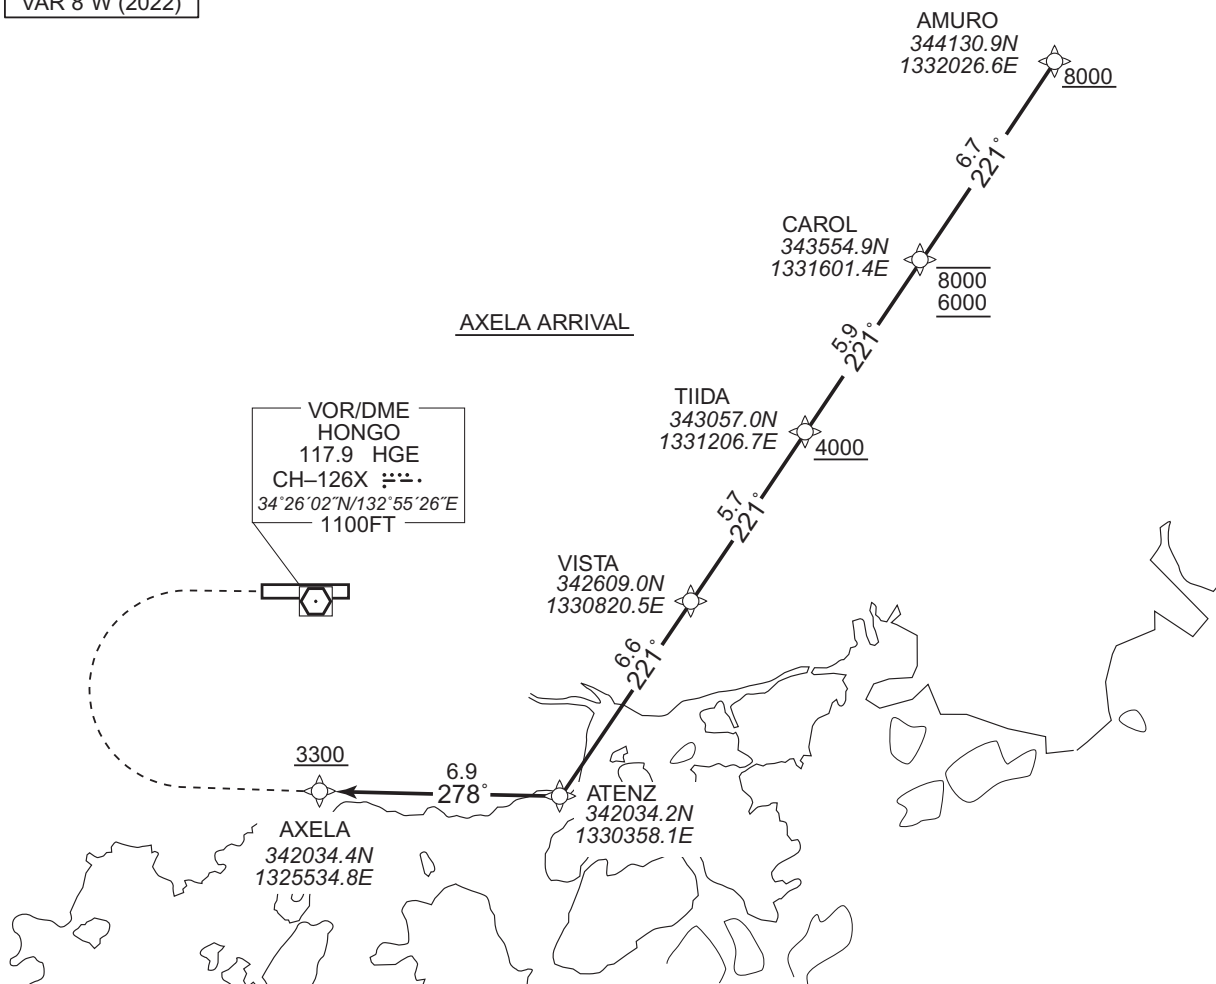 VAR 8°W (2022)
AMURO
344130.9N
1332026.6E
8000
6.7
221°
CAROL
343554.9N
1331601.4E
8000
6000
AXELA ARRIVAL
5.9
221°
TIIDA
343057.0N
1331206.7E
4000
VOR/DME
HONGO
117.9 HGE
CH–126X
34°26´02˝N/132°55´26˝E
1100FT
5.7
221°
VISTA
342609.0N
1330820.5E
6.6
221°
3300
6.9
278°
ATENZ
342034.2N
1330358.1E
AXELA
342034.4N
1325534.8E